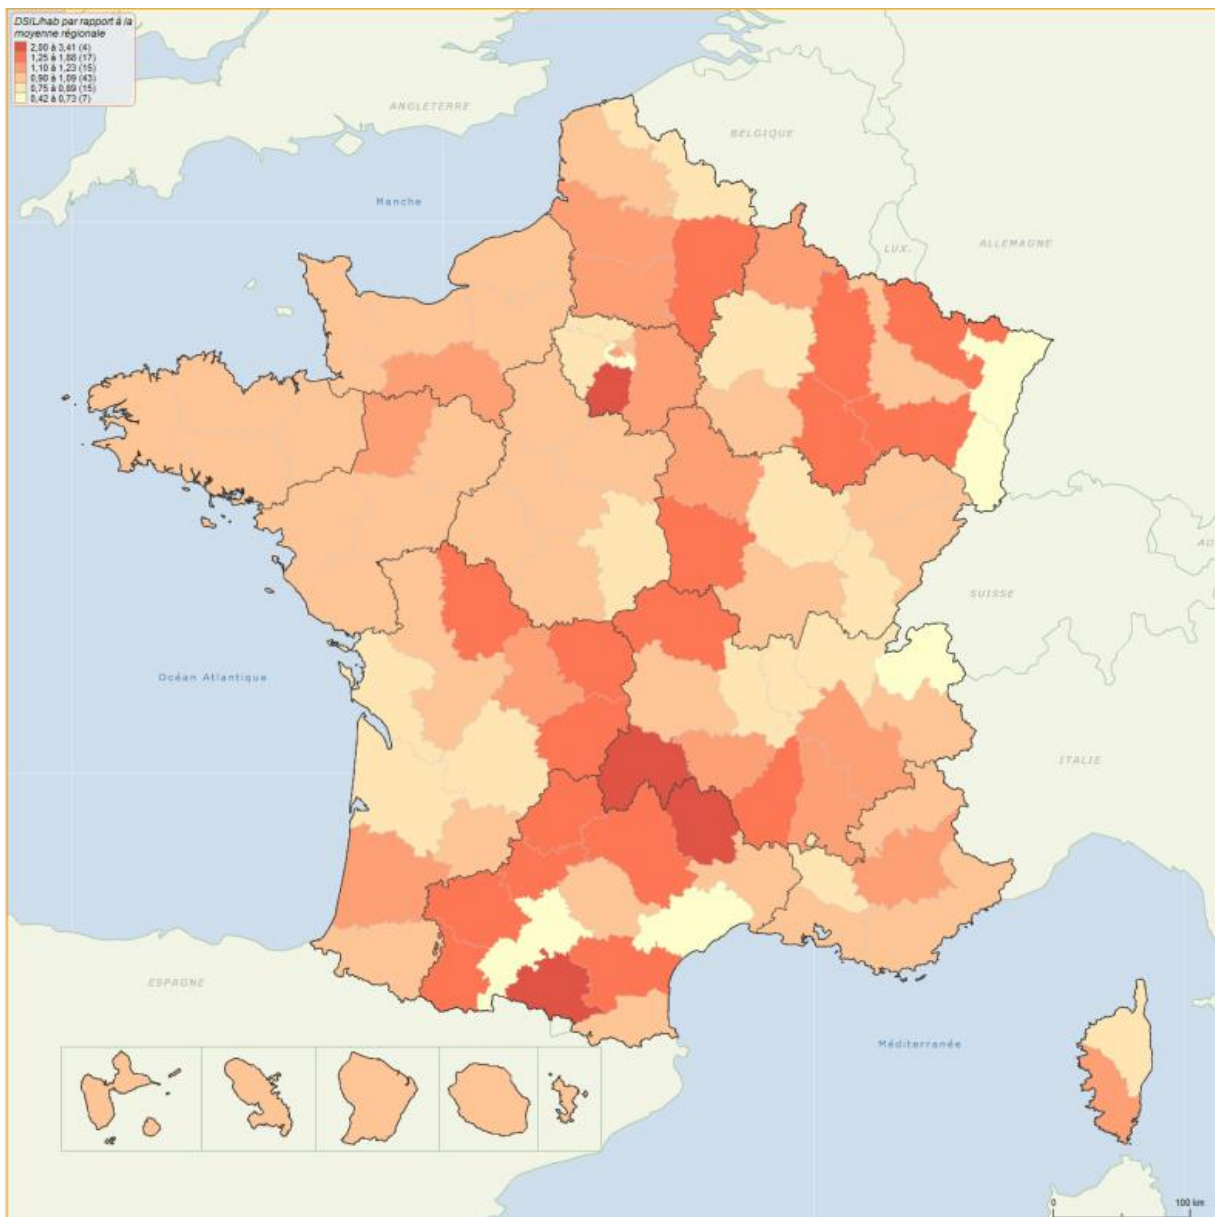 DSIL/hab par rapport à la
moyenne régionale
2,00 à 3,41 (4)
1,25 à 1,88 (17)
1,10 à 1,23 (15)
0,90 à 1,09 (43)
0,75 à 0,89 (15)
0,42 à 0,73 (7)
ANGLETERRE
BELGIQUE
Manche
LUX.
ALLEMAGNE
AU
SUISSE
Océan Atlantique
ITALIE
ESPAGNE
Méditerranée
0
100 km